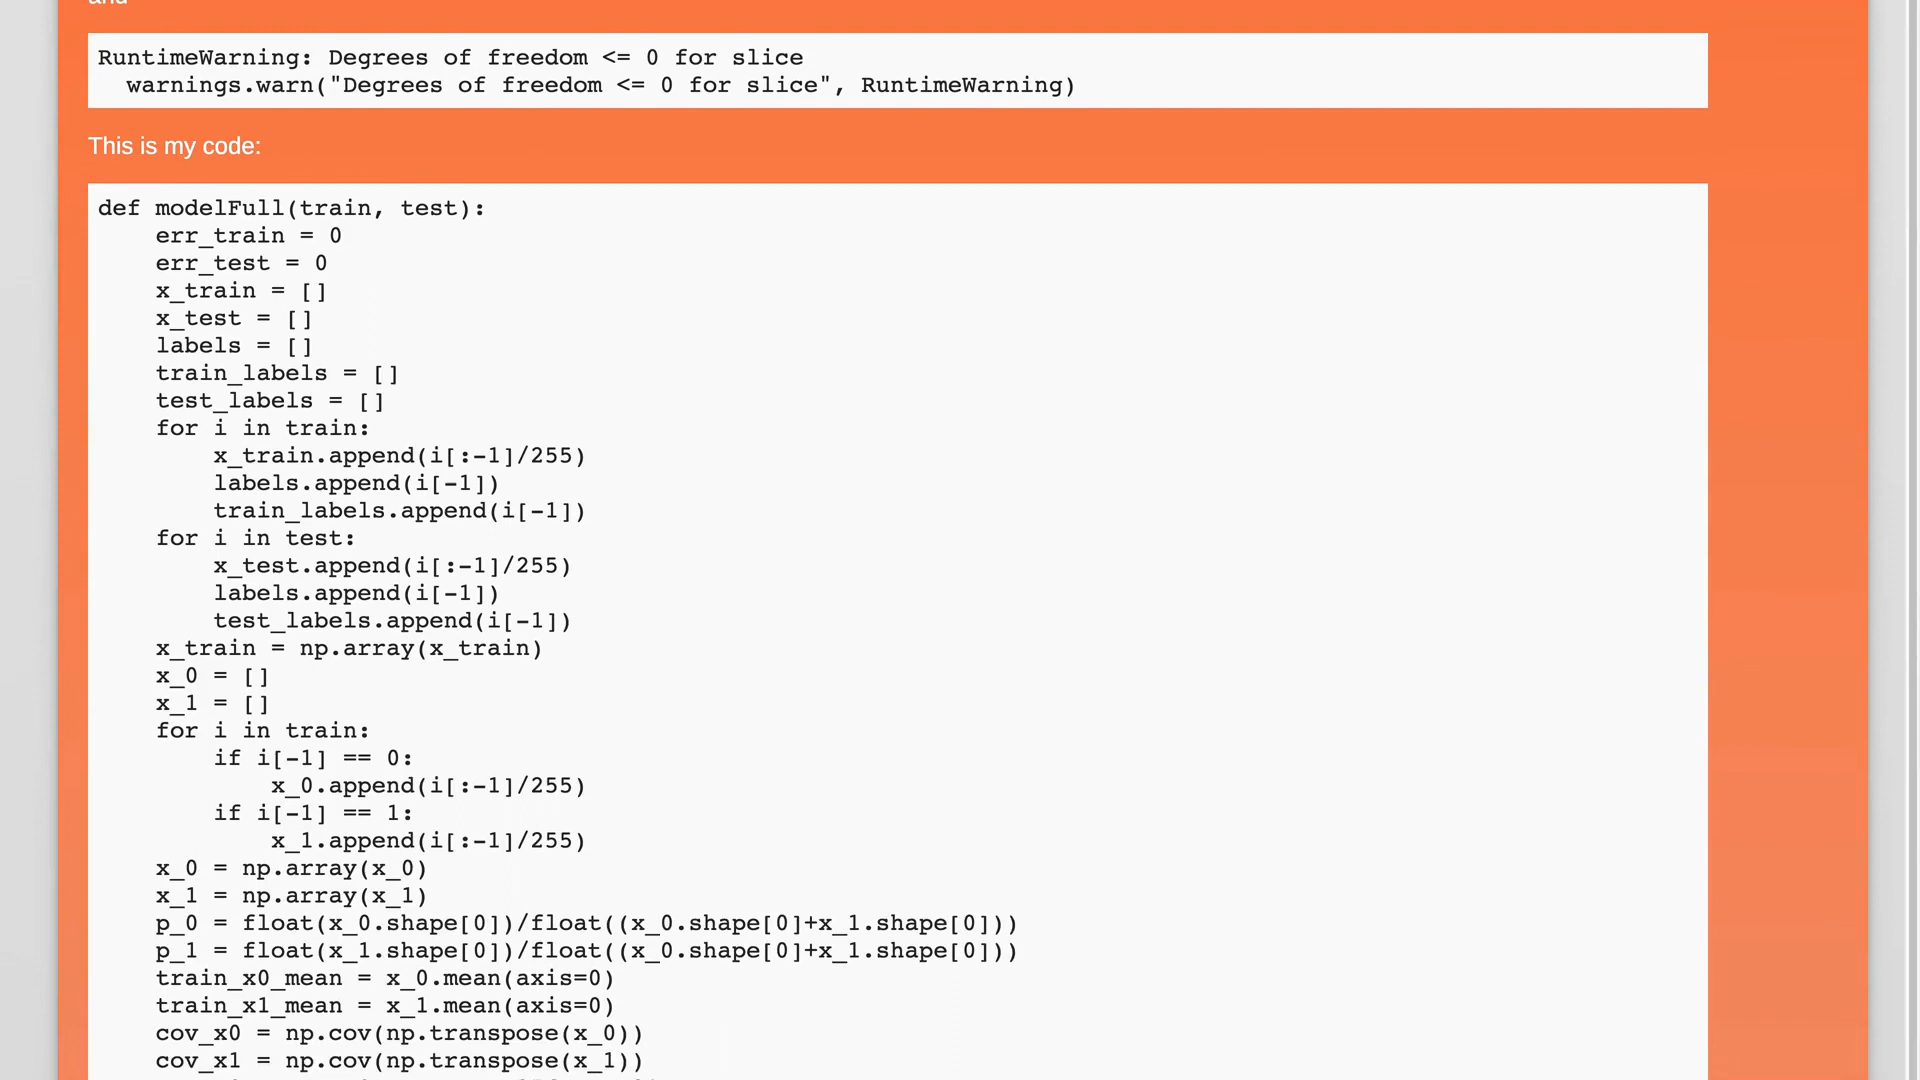 and
RuntimeWarning: Degrees of freedom <= 0 for slice
  warnings.warn("Degrees of freedom <= 0 for slice", RuntimeWarning)
This is my code:
def modelFull(train, test):
    err_train = 0
    err_test = 0
    x_train = []
    x_test = []
    labels = []
    train_labels = []
    test_labels = []
    for i in train:
        x_train.append(i[:-1]/255)
        labels.append(i[-1])
        train_labels.append(i[-1])
    for i in test:
        x_test.append(i[:-1]/255)
        labels.append(i[-1])
        test_labels.append(i[-1])
    x_train = np.array(x_train)
    x_0 = []
    x_1 = []
    for i in train:
        if i[-1] == 0:
            x_0.append(i[:-1]/255)
        if i[-1] == 1:
            x_1.append(i[:-1]/255)
    x_0 = np.array(x_0)
    x_1 = np.array(x_1)
    p_0 = float(x_0.shape[0])/float((x_0.shape[0]+x_1.shape[0]))
    p_1 = float(x_1.shape[0])/float((x_0.shape[0]+x_1.shape[0]))
    train_x0_mean = x_0.mean(axis=0)
    train_x1_mean = x_1.mean(axis=0)
    cov_x0 = np.cov(np.transpose(x_0))
    cov_x1 = np.cov(np.transpose(x_1))